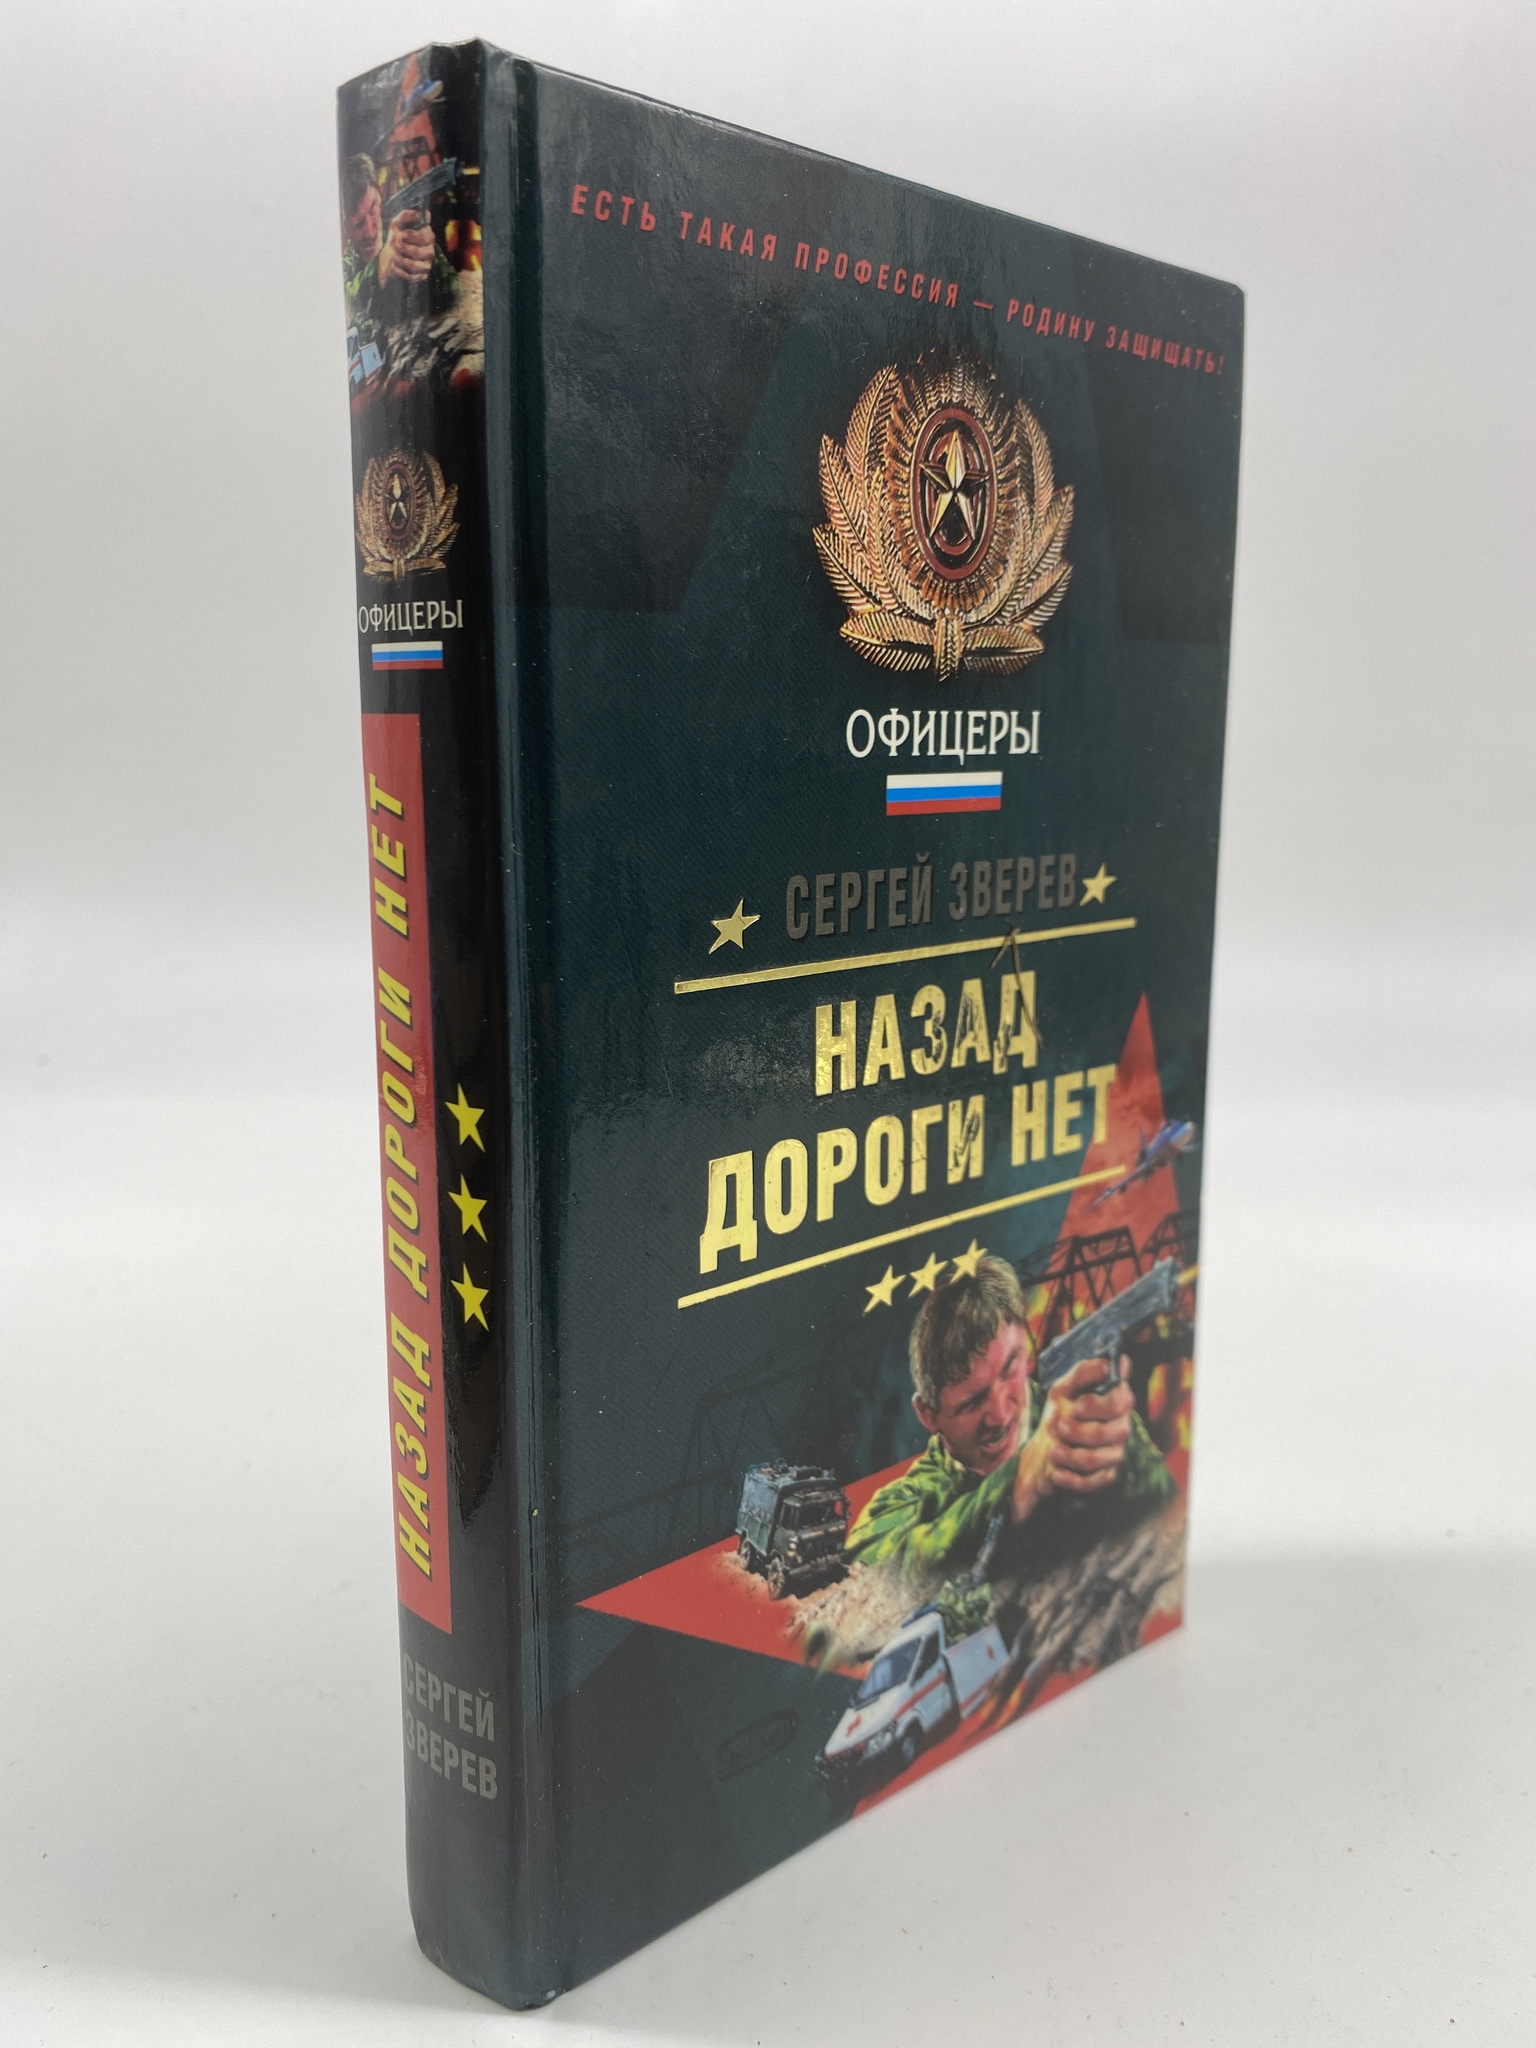 ЕСТЬ ТАКАЯ ПРОФЕССИЯ — РОДИНУ ЗАЩИЩАТЬ!
ОФИЦЕРЫ
СЕРГЕЙ ЗВЕРЕВ
НАЗАД
ДОРОГИ НЕТ
ОФИЦЕРЫ
НАЗАД ДОРОГИ НЕТ
СЕРГЕЙ
ЗВЕРЕВ